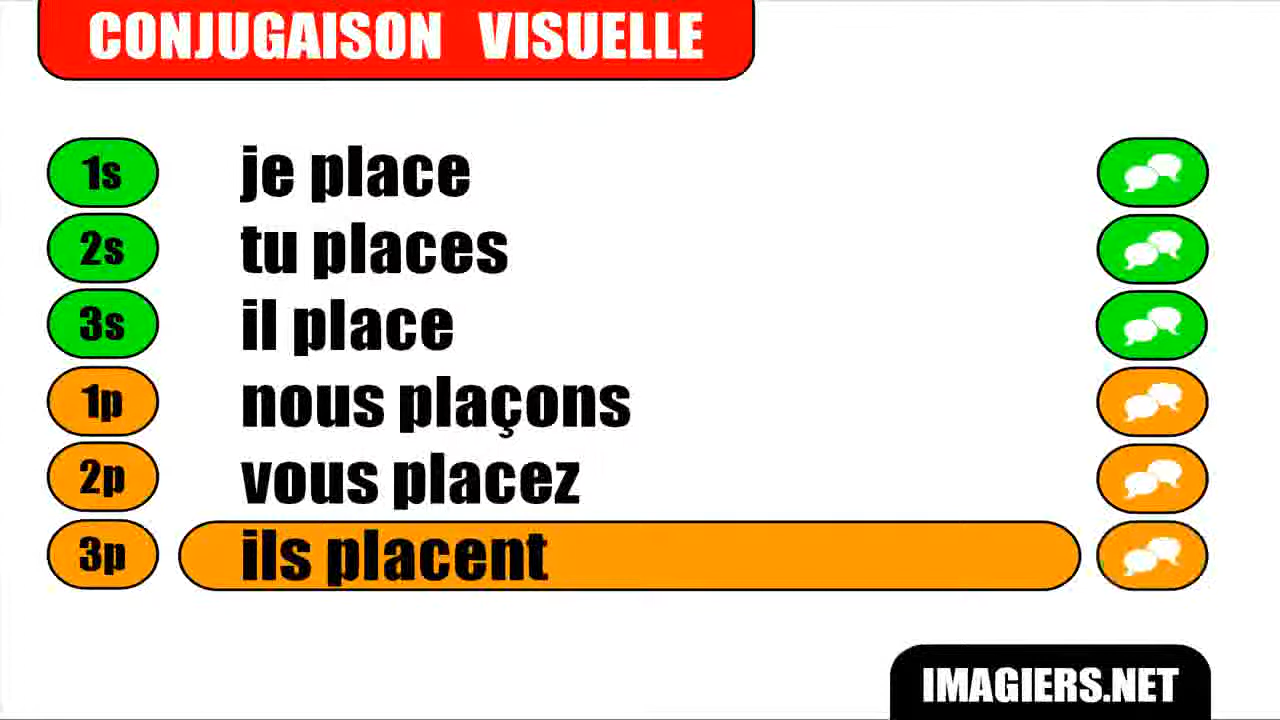 CONJUGAISON VISUELLE
1s je place
2s tu places
3s il place
1p nous plaçons
2p vous placez
3p ils placent
IMAGIERS.NET